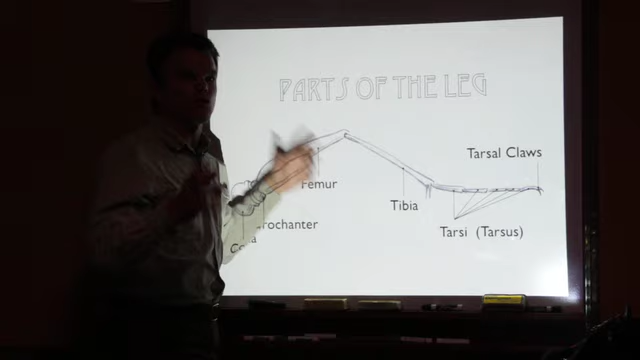 PARTS OF THE LEG
Tarsal Claws
Femur
Tibia
rochanter
Tarsi (Tarsus)